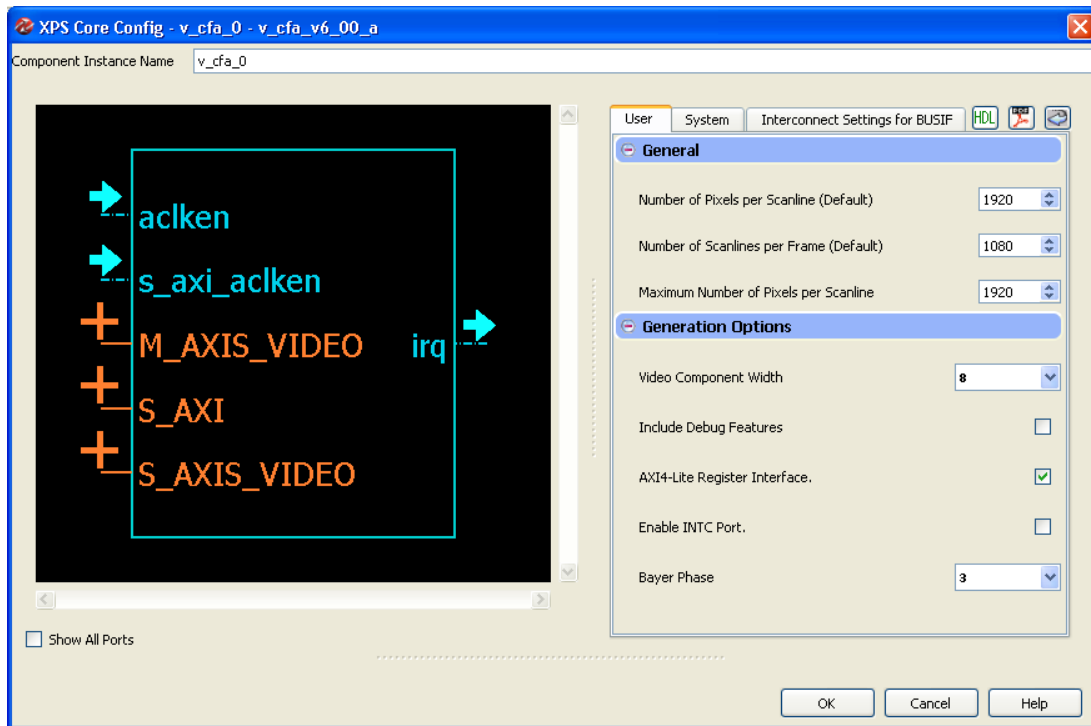 XPS Core Config - v_cfa_0 - v_cfa_v6_00_a
Component Instance Name v_cfa_0
aclken
s_axi_aclken
M_AXIS_VIDEO irq
S_AXI
S_AXIS_VIDEO
Show All Ports
User System Interconnect Settings for BUSIF HDL
General
Number of Pixels per Scanline (Default) 1920
Number of Scanlines per Frame (Default) 1080
Maximum Number of Pixels per Scanline 1920
Generation Options
Video Component Width 8
Include Debug Features
AXI4-Lite Register Interface.
Enable INTC Port.
Bayer Phase 3
OK Cancel Help